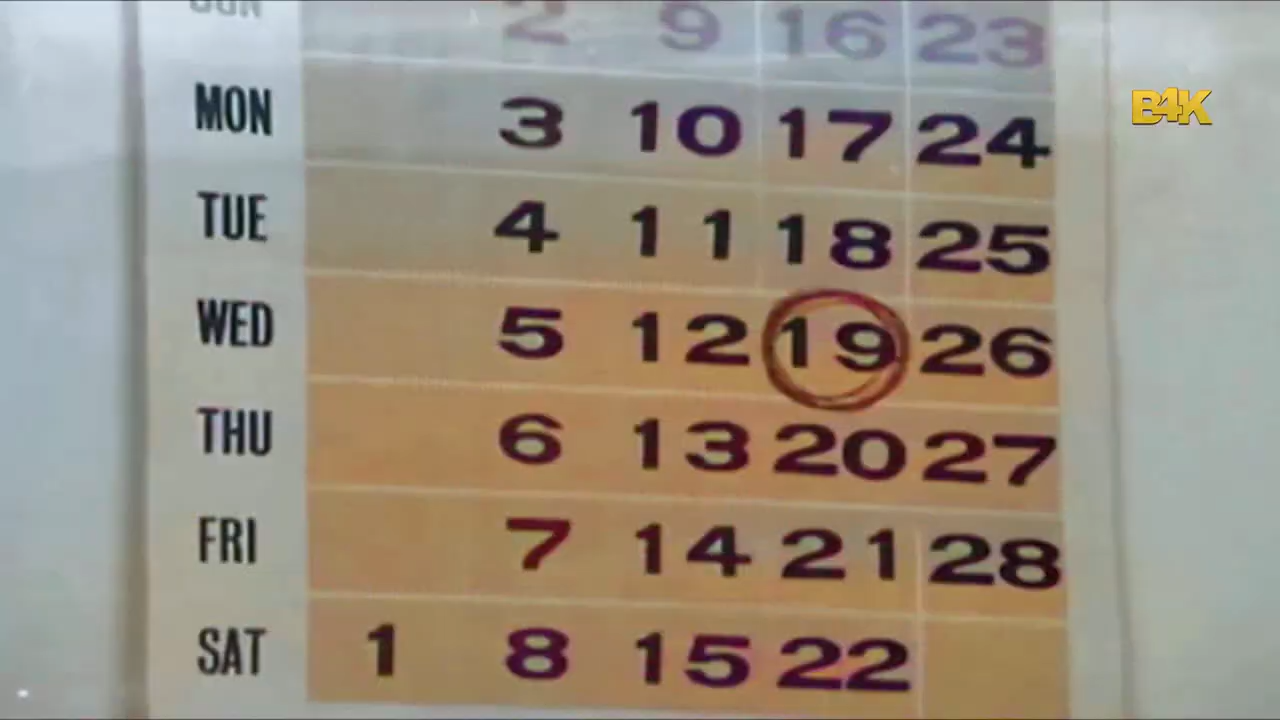 SUN 2 9 16 23
MON 3 10 17 24
B4K
TUE 4 11 18 25
WED 5 12 19 26
THU 6 13 20 27
FRI 7 14 21 28
SAT 1 8 15 22